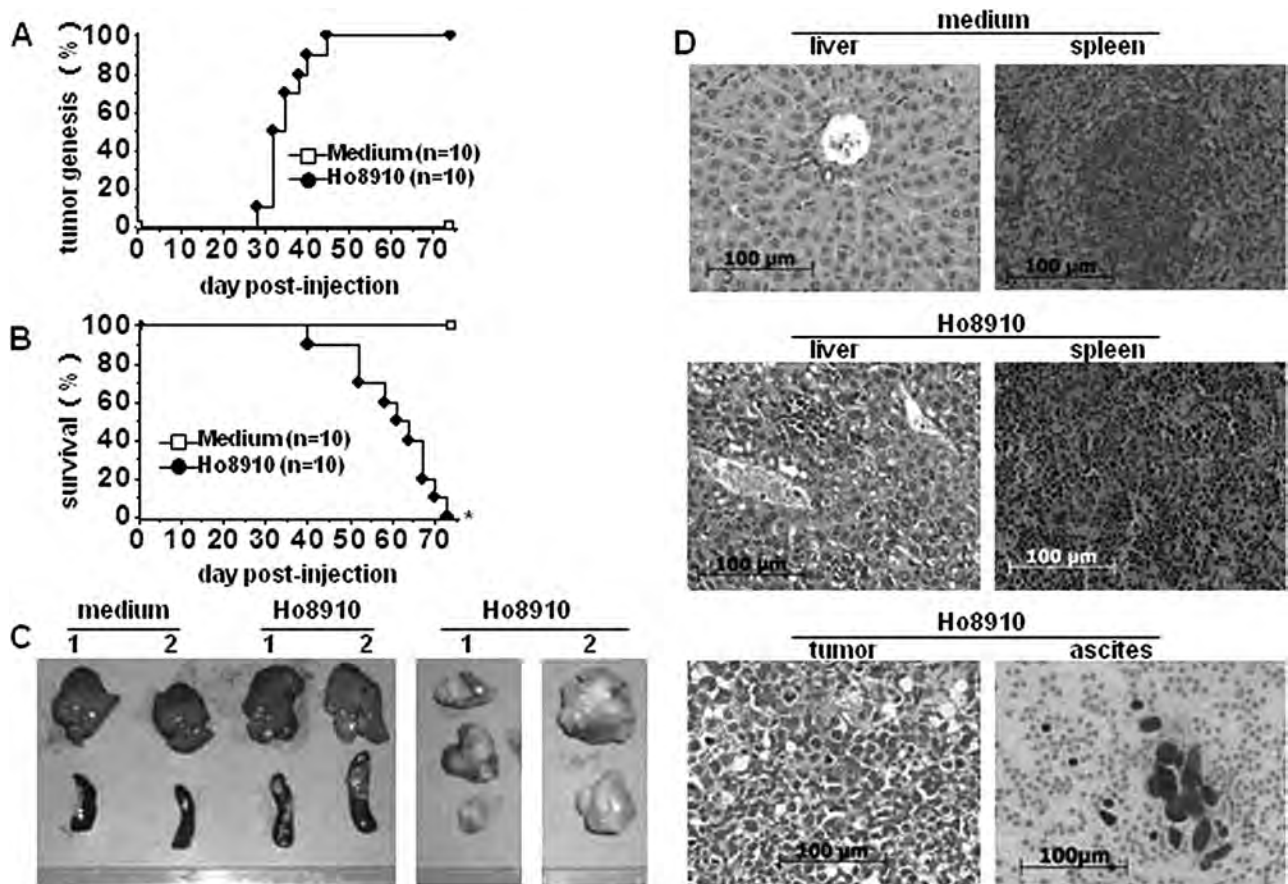 A
tumor genesis ( % )
100
80
60
40
20
0
Medium (n=10)
Ho8910 (n=10)
0 10 20 30 40 50 60 70
day post-injection
B
survival ( % )
100
80
60
40
20
0
Medium (n=10)
Ho8910 (n=10)
*
0 10 20 30 40 50 60 70
day post-injection
C
medium Ho8910 Ho8910
1 2 1 2 1 2
D
medium
liver spleen
100 µm 100 µm
Ho8910
liver spleen
100 µm 100 µm
Ho8910
tumor ascites
100 µm 100µm